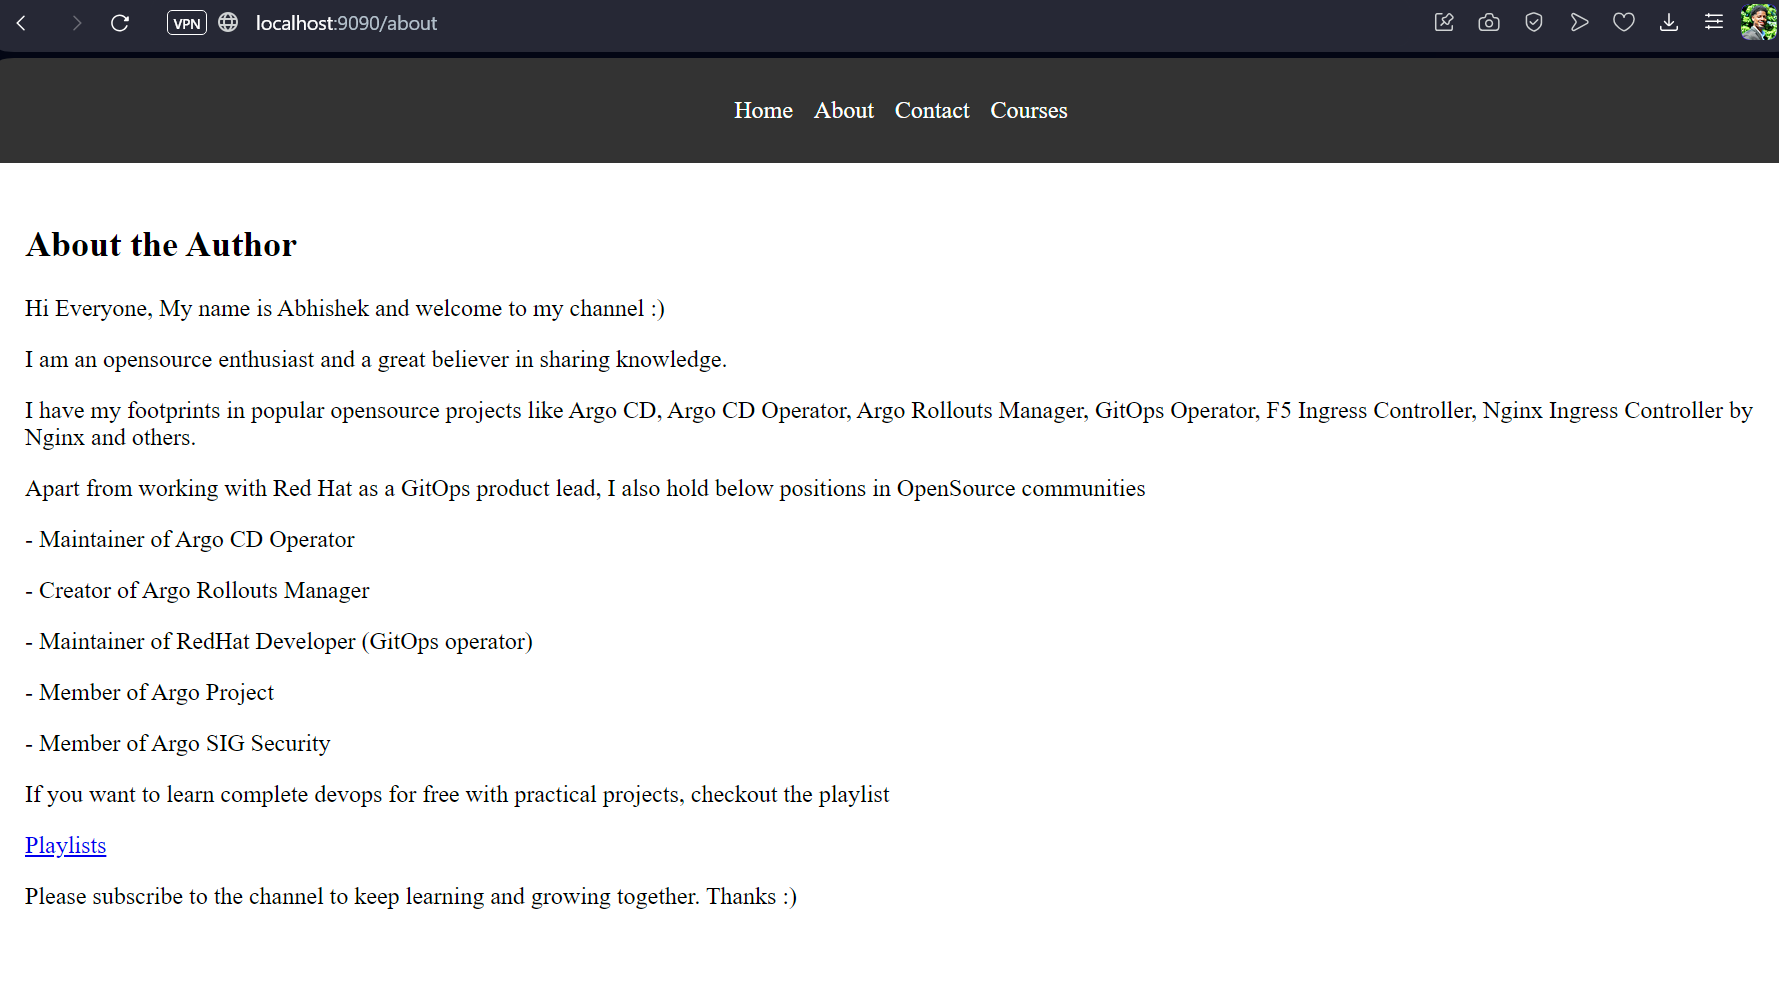 VPN localhost:9090/about
Home About Contact Courses
About the Author
Hi Everyone, My name is Abhishek and welcome to my channel :)
I am an opensource enthusiast and a great believer in sharing knowledge.
I have my footprints in popular opensource projects like Argo CD, Argo CD Operator, Argo Rollouts Manager, GitOps Operator, F5 Ingress Controller, Nginx Ingress Controller by
Nginx and others.
Apart from working with Red Hat as a GitOps product lead, I also hold below positions in OpenSource communities
- Maintainer of Argo CD Operator
- Creator of Argo Rollouts Manager
- Maintainer of RedHat Developer (GitOps operator)
- Member of Argo Project
- Member of Argo SIG Security
If you want to learn complete devops for free with practical projects, checkout the playlist
Playlists
Please subscribe to the channel to keep learning and growing together. Thanks :)